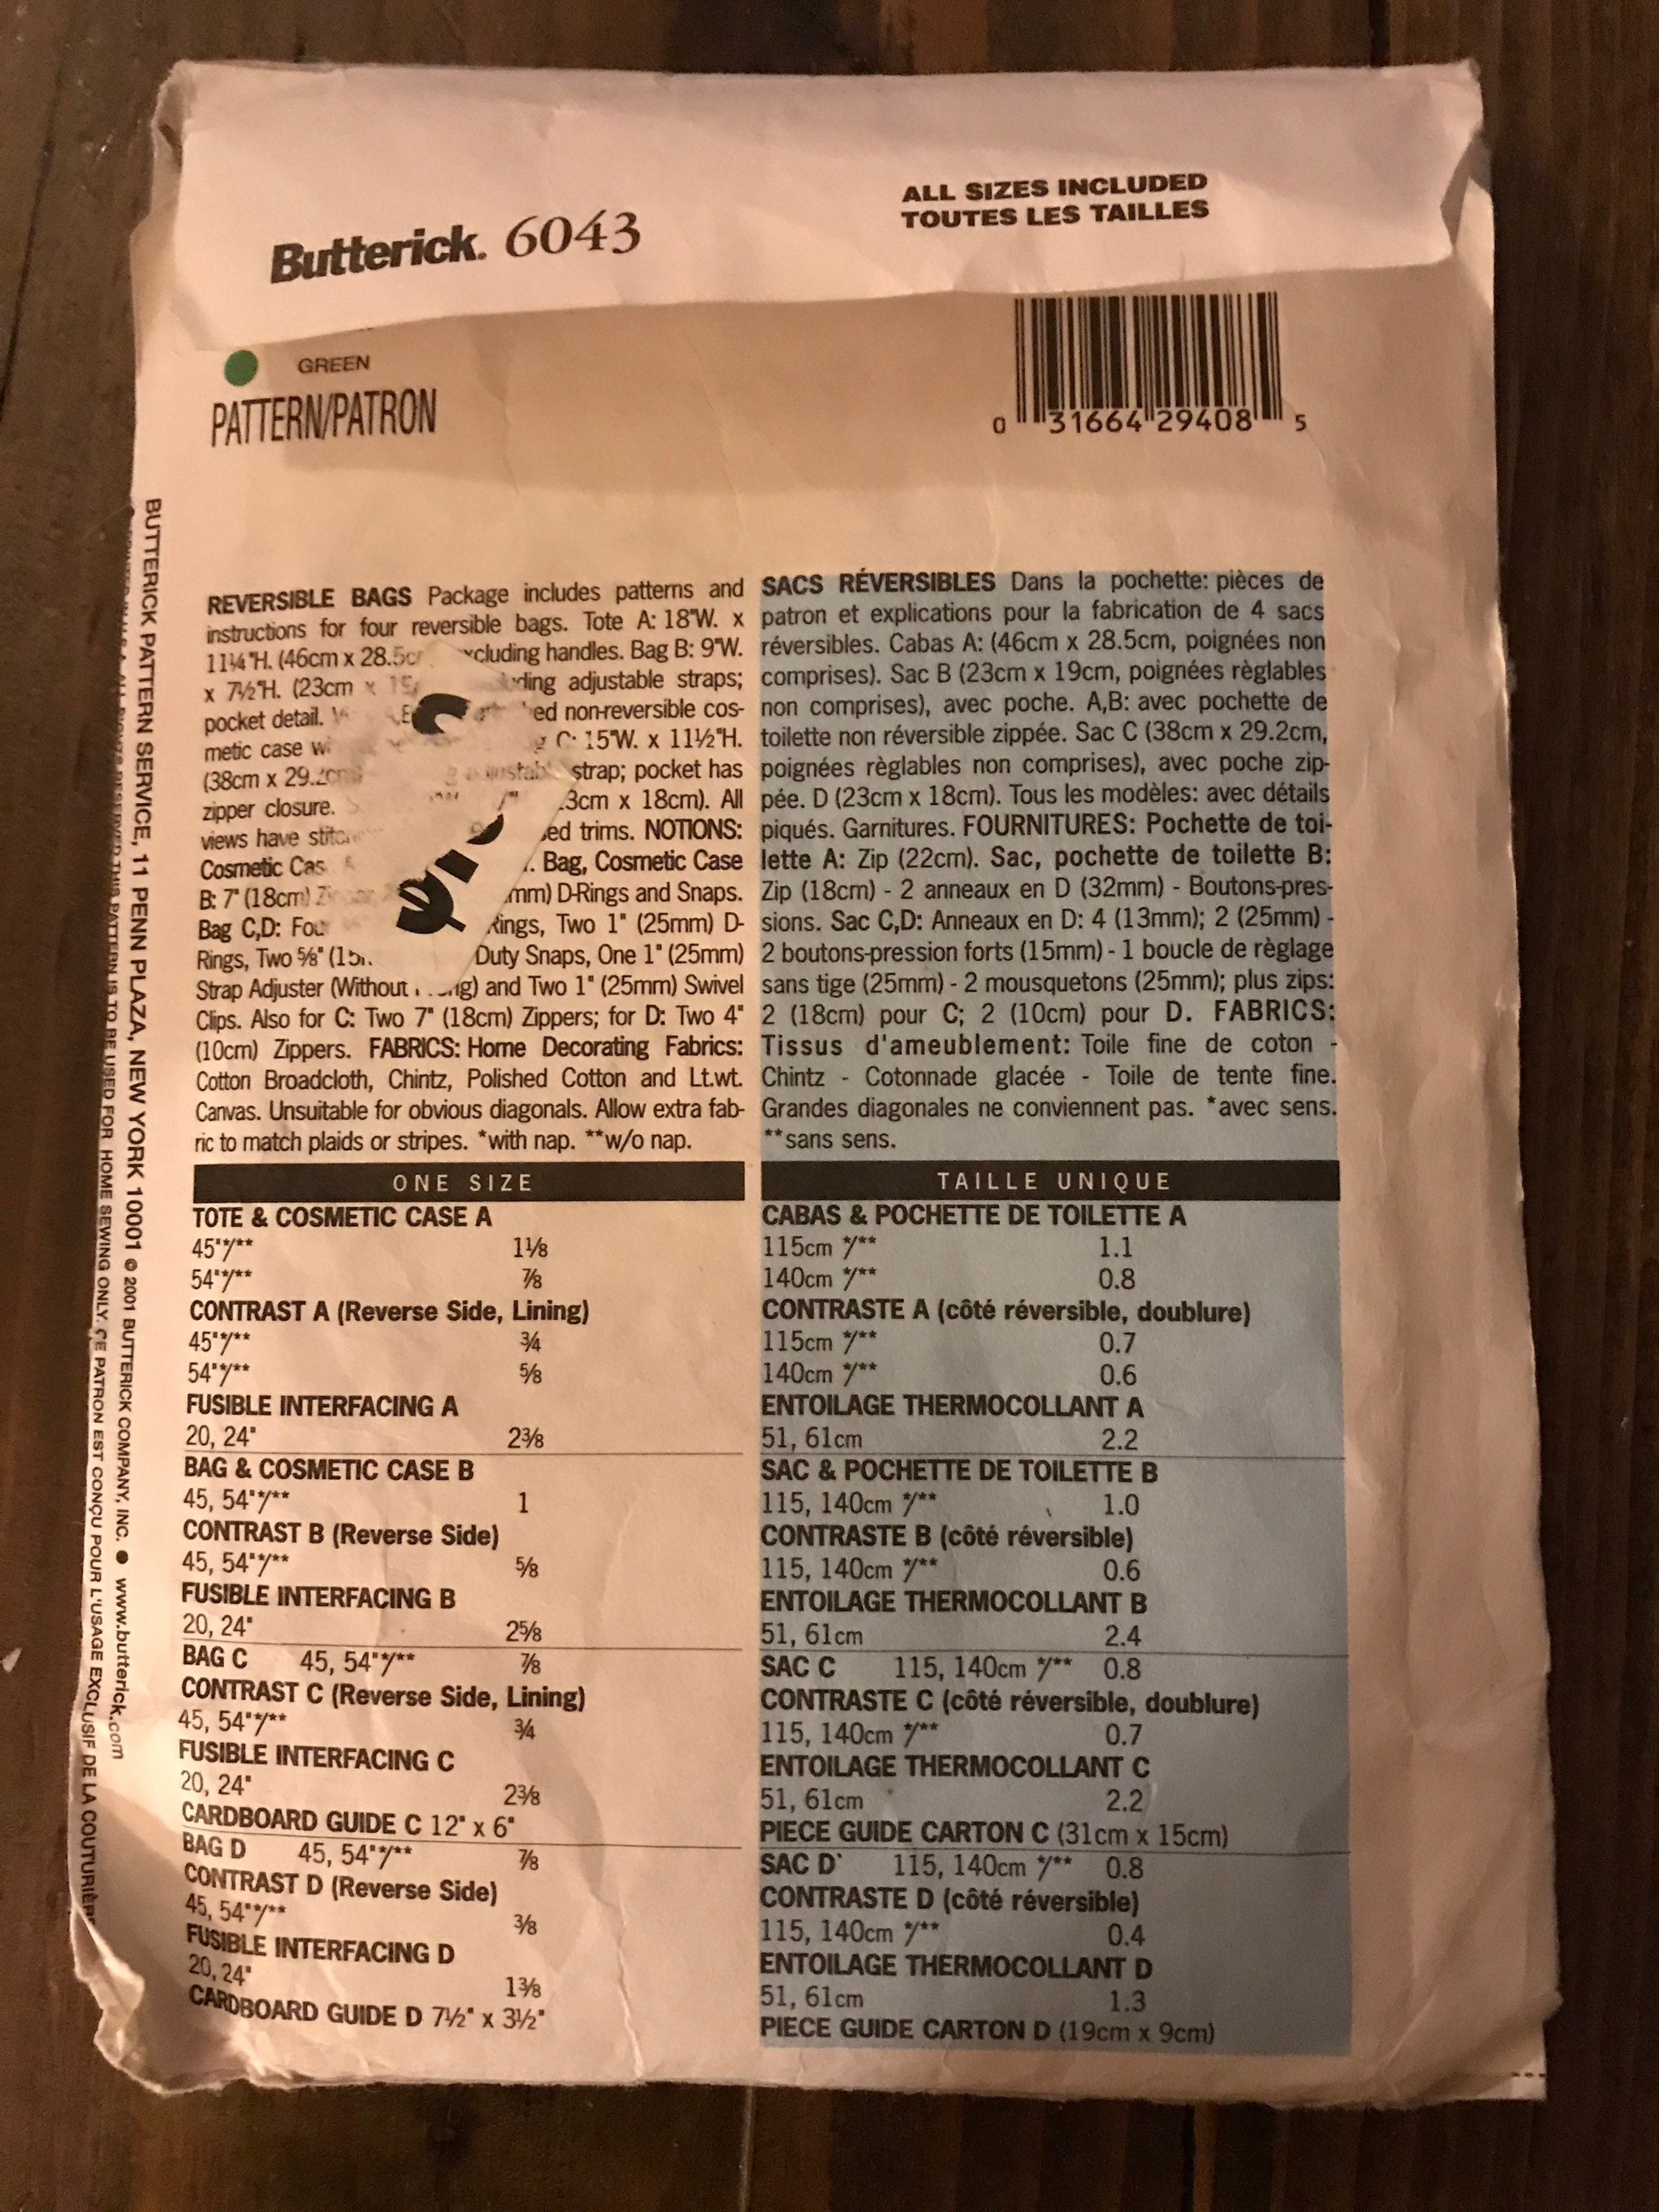 Butterick. 6043
ALL SIZES INCLUDED
TOUTES LES TAILLES
GREEN
PATTERN/PATRON
0 31664 29408 5
REVERSIBLE BAGS Package includes patterns and
instructions for four reversible bags. Tote A: 18"W. x
11¼"H. (46cm x 28.5c xcluding handles. Bag B: 9"W.
x 7½"H. (23cm x ding adjustable straps;
pocket detail. ed non-reversible cos-
metic case w C: 15"W. x 11½"H.
(38cm x 29.2cm strap; pocket has
zipper closure. 3cm x 18cm). All
views have stitc ed trims. NOTIONS:
Cosmetic Cas . Bag, Cosmetic Case
B: 7" (18cm) Z mm) D-Rings and Snaps.
Bag C,D: Fou Rings, Two 1" (25mm) D-
Rings, Two ⅝" (15 Duty Snaps, One 1" (25mm)
Strap Adjuster (Without ng) and Two 1" (25mm) Swivel
Clips. Also for C: Two 7" (18cm) Zippers; for D: Two 4"
(10cm) Zippers. FABRICS: Home Decorating Fabrics:
Cotton Broadcloth, Chintz, Polished Cotton and Lt.wt.
Canvas. Unsuitable for obvious diagonals. Allow extra fab-
ric to match plaids or stripes. *with nap. **w/o nap.
ONE SIZE
TOTE & COSMETIC CASE A
45"*/** 1⅛
54"*/** ⅞
CONTRAST A (Reverse Side, Lining)
45"*/** ¾
54"*/** ⅝
FUSIBLE INTERFACING A
20, 24" 2⅜
BAG & COSMETIC CASE B
45, 54"*/** 1
CONTRAST B (Reverse Side)
45, 54"*/** ⅝
FUSIBLE INTERFACING B
20, 24" 2⅝
BAG C 45, 54"*/** ⅞
CONTRAST C (Reverse Side, Lining)
45, 54"*/** ¾
FUSIBLE INTERFACING C
20, 24" 2⅜
CARDBOARD GUIDE C 12" x 6"
BAG D 45, 54"*/** ⅞
CONTRAST D (Reverse Side)
45, 54"*/** ⅜
FUSIBLE INTERFACING D
20, 24" 1⅜
CARDBOARD GUIDE D 7½" x 3½"
SACS RÉVERSIBLES Dans la pochette: pièces de
patron et explications pour la fabrication de 4 sacs
réversibles. Cabas A: (46cm x 28.5cm, poignées non
comprises). Sac B (23cm x 19cm, poignées règlables
non comprises), avec poche. A,B: avec pochette de
toilette non réversible zippée. Sac C (38cm x 29.2cm,
poignées règlables non comprises), avec poche zip-
pée. D (23cm x 18cm). Tous les modèles: avec détails
piqués. Garnitures. FOURNITURES: Pochette de toi-
lette A: Zip (22cm). Sac, pochette de toilette B:
Zip (18cm) - 2 anneaux en D (32mm) - Boutons-pres-
sions. Sac C,D: Anneaux en D: 4 (13mm); 2 (25mm) -
2 boutons-pression forts (15mm) - 1 boucle de règlage
sans tige (25mm) - 2 mousquetons (25mm); plus zips:
2 (18cm) pour C; 2 (10cm) pour D. FABRICS:
Tissus d'ameublement: Toile fine de coton -
Chintz - Cotonnade glacée - Toile de tente fine.
Grandes diagonales ne conviennent pas. *avec sens.
**sans sens.
TAILLE UNIQUE
CABAS & POCHETTE DE TOILETTE A
115cm */** 1.1
140cm */** 0.8
CONTRASTE A (côté réversible, doublure)
115cm */** 0.7
140cm */** 0.6
ENTOILAGE THERMOCOLLANT A
51, 61cm 2.2
SAC & POCHETTE DE TOILETTE B
115, 140cm */** 1.0
CONTRASTE B (côté réversible)
115, 140cm */** 0.6
ENTOILAGE THERMOCOLLANT B
51, 61cm 2.4
SAC C 115, 140cm */** 0.8
CONTRASTE C (côté réversible, doublure)
115, 140cm */** 0.7
ENTOILAGE THERMOCOLLANT C
51, 61cm 2.2
PIECE GUIDE CARTON C (31cm x 15cm)
SAC D 115, 140cm */** 0.8
CONTRASTE D (côté réversible)
115, 140cm */** 0.4
ENTOILAGE THERMOCOLLANT D
51, 61cm 1.3
PIECE GUIDE CARTON D (19cm x 9cm)
BUTTERICK PATTERN SERVICE, 11 PENN PLAZA, NEW YORK 10001 © 2001 BUTTERICK COMPANY, INC. ● www.butterick.com
ALL RIGHTS RESERVED THIS PATTERN IS TO BE USED FOR HOME SEWING ONLY. CE PATRON EST CONÇU POUR L'USAGE EXCLUSIF DE LA COUTURIÈRE